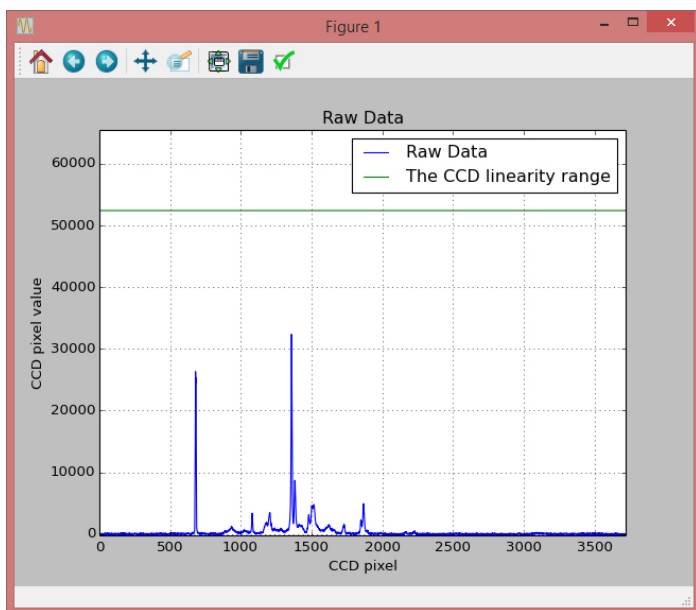 Figure 1
Raw Data
Raw Data
The CCD linearity range
60000
50000
40000
30000
20000
10000
0
CCD pixel value
0 500 1000 1500 2000 2500 3000 3500
CCD pixel